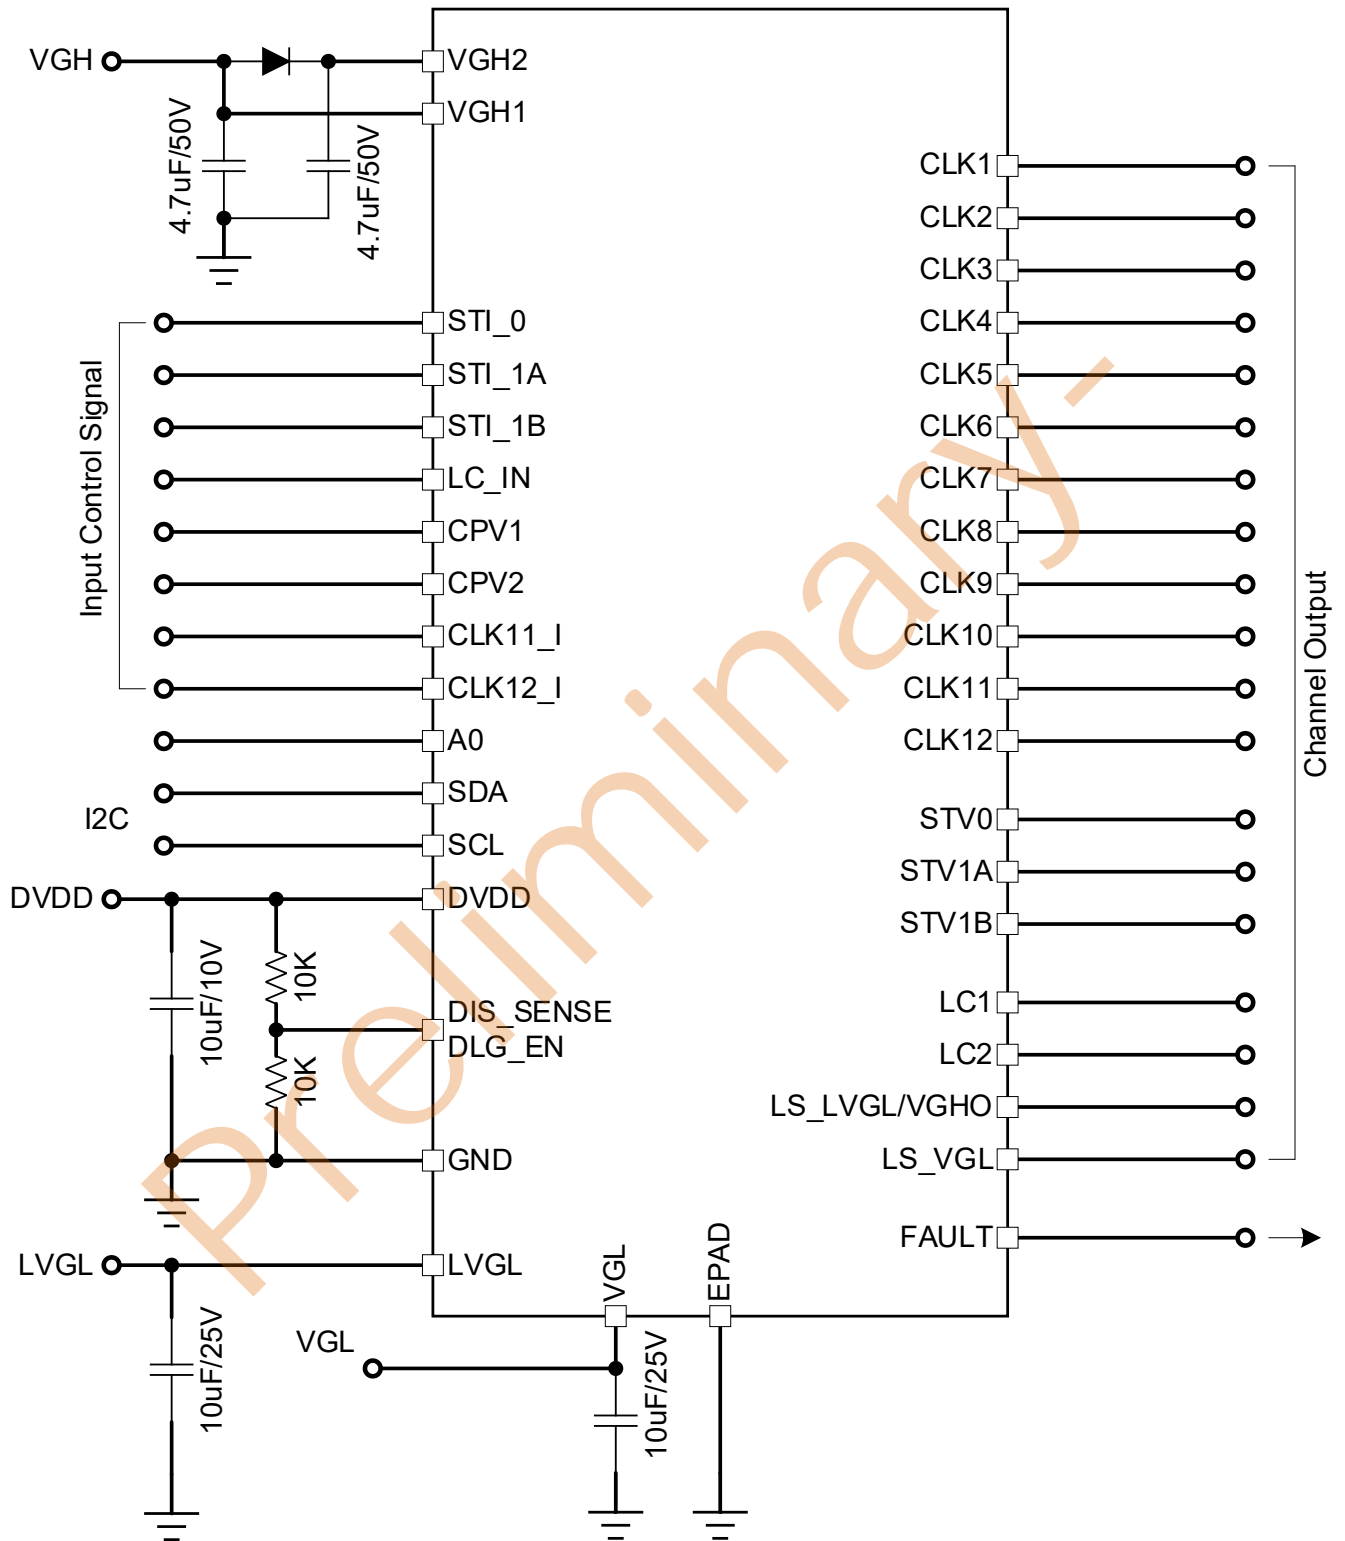 VGH
VGH2
VGH1
4.7uF/50V
4.7uF/50V
Input Control Signal
STI_0
STI_1A
STI_1B
LC_IN
CPV1
CPV2
CLK11_I
CLK12_I
A0
I2C
SDA
SCL
DVDD
DVDD
10uF/10V
10K
10K
DIS_SENSE
DLG_EN
GND
LVGL
LVGL
10uF/25V
VGL
VGL
10uF/25V
EPAD
CLK1
CLK2
CLK3
CLK4
CLK5
CLK6
CLK7
CLK8
CLK9
CLK10
CLK11
CLK12
STV0
STV1A
STV1B
LC1
LC2
LS_LVGL/VGHO
LS_VGL
FAULT
Channel Output
Preliminary-